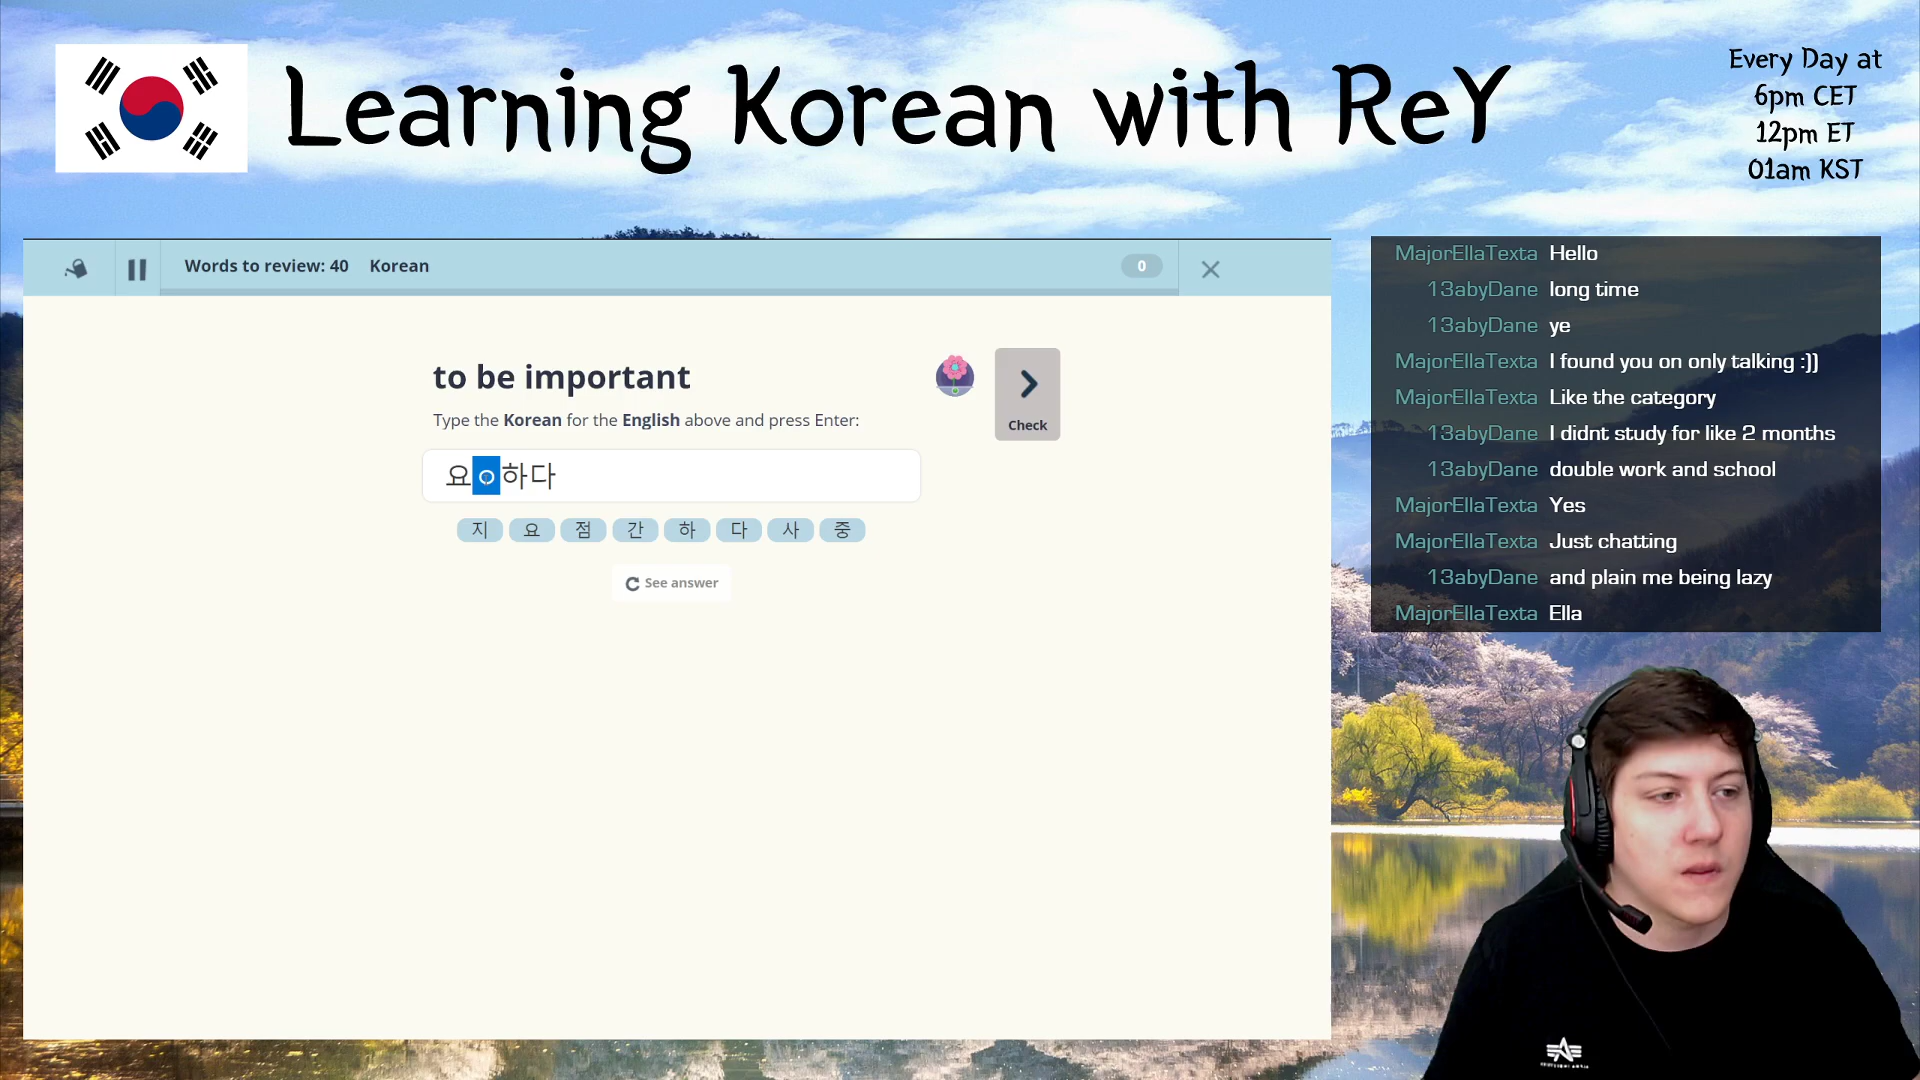 Learning Korean with ReY
Every Day at
6pm CET
12pm ET
01am KST
Words to review: 40 Korean
0
to be important
Type the Korean for the English above and press Enter:
Check
요ㅇ하다
지 요 점 간 하 다 사 중
See answer
MajorEllaTexta Hello
13abyDane long time
13abyDane ye
MajorEllaTexta I found you on only talking :))
MajorEllaTexta Like the category
13abyDane I didnt study for like 2 months
13abyDane double work and school
MajorEllaTexta Yes
MajorEllaTexta Just chatting
13abyDane and plain me being lazy
MajorEllaTexta Ella